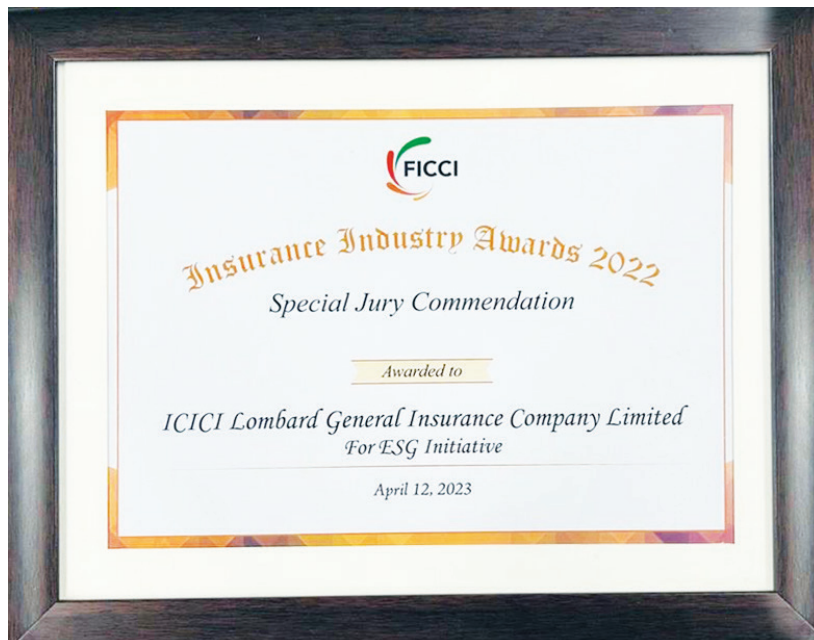 FICCI
Insurance Industry Awards 2022
Special Jury Commendation
Awarded to
ICICI Lombard General Insurance Company Limited
For ESG Initiative
April 12, 2023